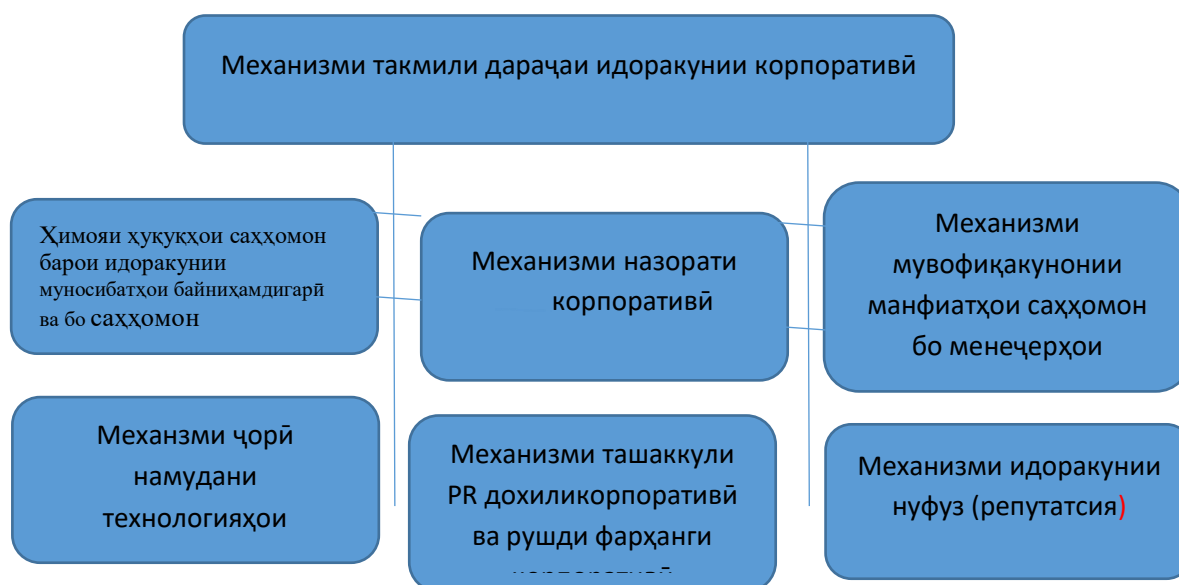 Механизми такмили дараҷаи идоракунии корпоративӣ
Ҳимояи ҳуқуқҳои саҳҳомон
барои идоракунии
муносибатҳои байниҳамдигарӣ
ва бо саҳҳомон
Механизми назорати
корпоративӣ
Механизми
мувофиқакунонии
манфиатҳои саҳҳомон
бо менеҷерҳои
Механзми ҷорӣ
намудани
технологияҳои
Механизми ташаккули
PR дохиликорпоративӣ
ва рушди фарҳанги
Механизми идоракунии
нуфуз (репутатсия)